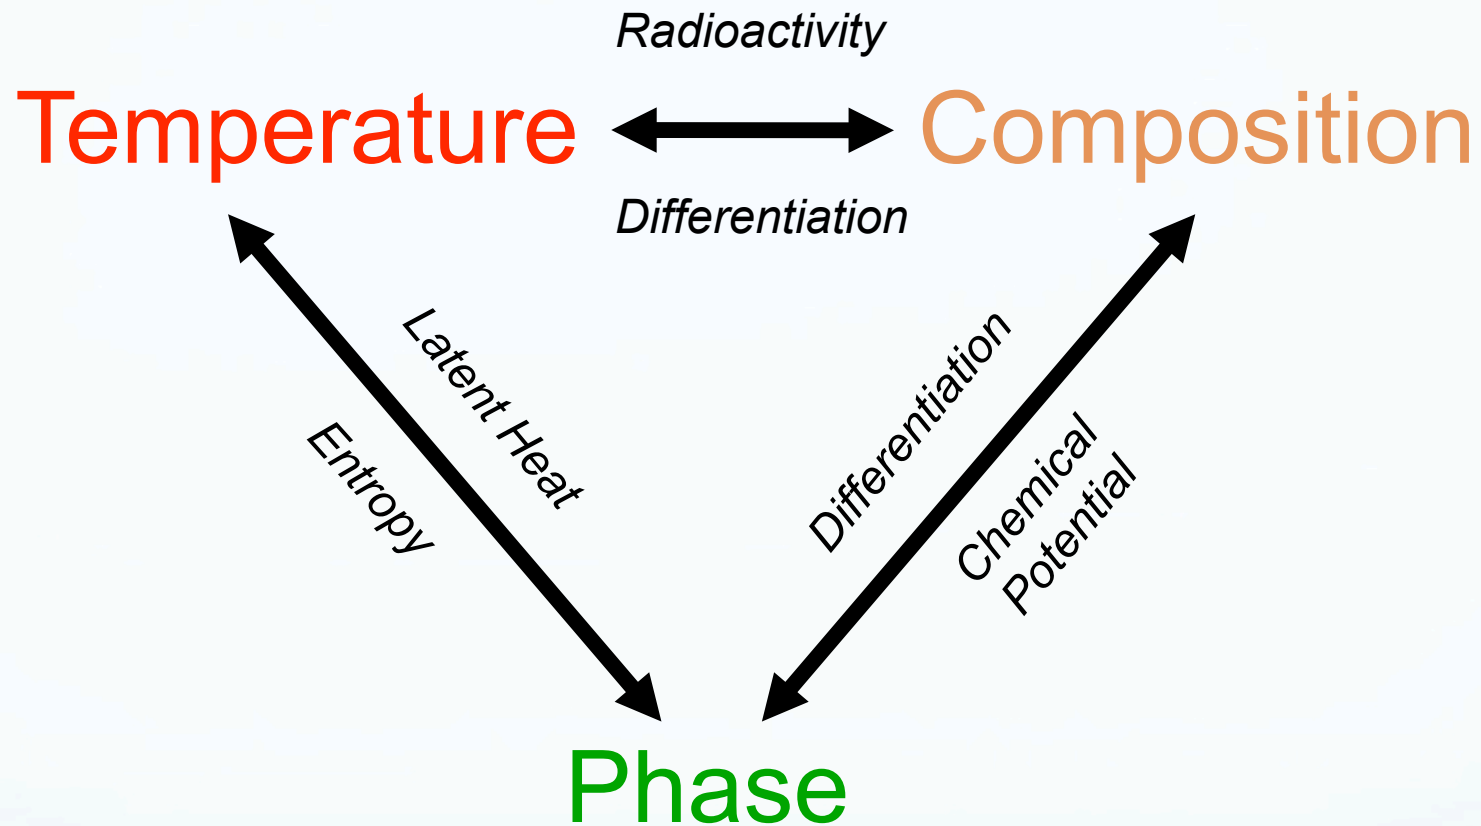 Radioactivity
Temperature
Composition
Differentiation
Latent Heat
Entropy
Differentiation
Chemical
Potential
Phase